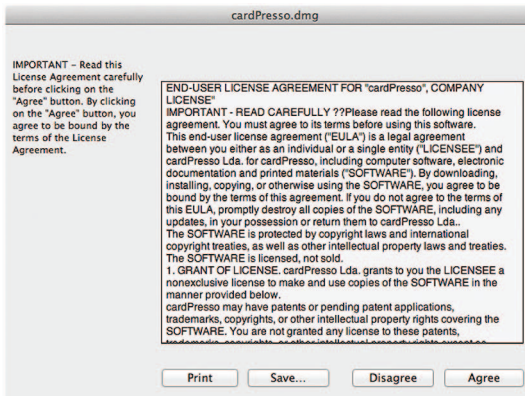 cardPresso.dmg
IMPORTANT – Read this
License Agreement carefully
before clicking on the
"Agree" button. By clicking
on the "Agree" button, you
agree to be bound by the
terms of the License
Agreement.
END-USER LICENSE AGREEMENT FOR "cardPresso", COMPANY
LICENSE"
IMPORTANT - READ CAREFULLY ??Please read the following license
agreement. You must agree to its terms before using this software.
This end-user license agreement ("EULA") is a legal agreement
between you either as an individual or a single entity ("LICENSEE") and
cardPresso Lda. for cardPresso, including computer software, electronic
documentation and printed materials ("SOFTWARE"). By downloading,
installing, copying, or otherwise using the SOFTWARE, you agree to be
bound by the terms of this agreement. If you do not agree to the terms of
this EULA, promptly destroy all copies of the SOFTWARE, including any
updates, in your possession or return them to cardPresso Lda..
The SOFTWARE is protected by copyright laws and international
copyright treaties, as well as other intellectual property laws and treaties.
The SOFTWARE is licensed, not sold.
1. GRANT OF LICENSE. cardPresso Lda. grants to you the LICENSEE a
nonexclusive license to make and use copies of the SOFTWARE in the
manner provided below.
cardPresso may have patents or pending patent applications,
trademarks, copyrights, or other intellectual property rights covering the
SOFTWARE. You are not granted any license to these patents,
trademarks, copyrights, or other intellectual property rights except as
Print
Save...
Disagree
Agree